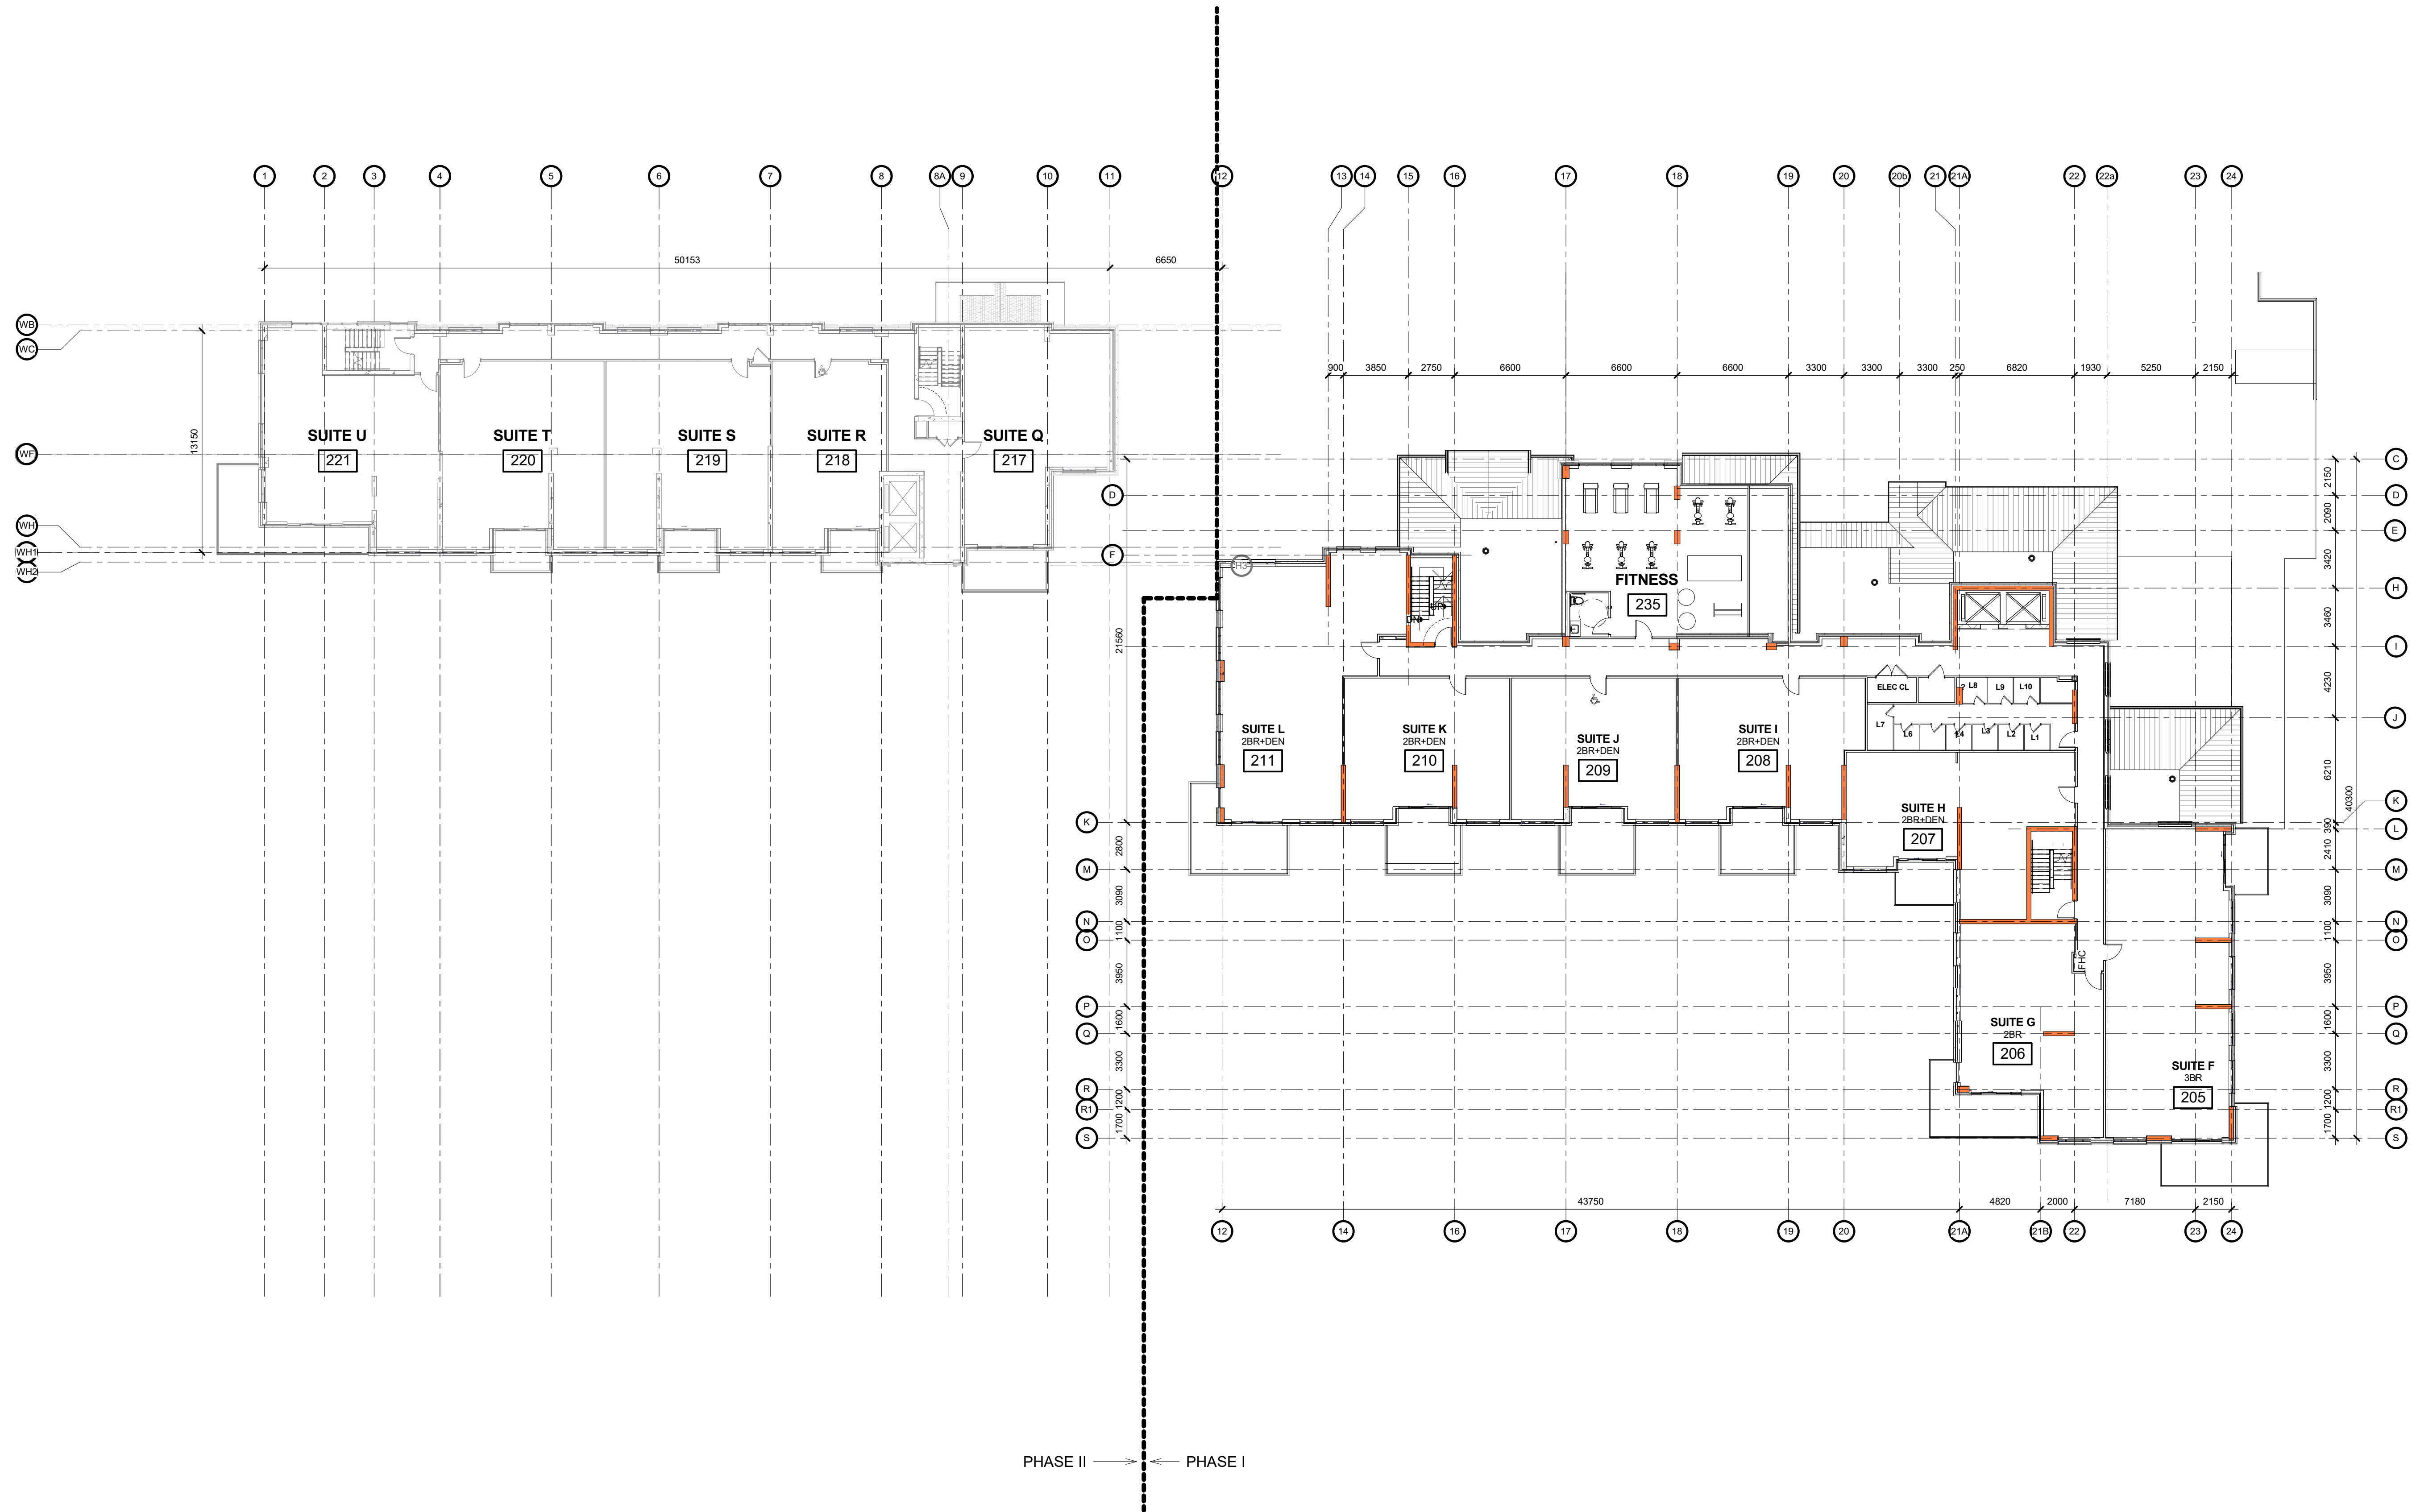 1 2 3 4 5 6 7 8 8A 9 10 11 12 13 14 15 16 17 18 19 20 20b 21 21A 22 22a 23 24
50153 6650
WB
WC
WF
WH
WH1
WH2
13150
900 3850 2750 6600 6600 6600 3300 3300 3300 250 6820 1930 5250 2150
SUITE U
221
SUITE T
220
SUITE S
219
SUITE R
218
SUITE Q
217
D
F
H3
K
M
N
O
P
Q
R
R1
S
21560
2800
3090
1100
3950
1600
3300
1200
1700
FITNESS
235
UP
DN
SUITE L
2BR+DEN
211
SUITE K
2BR+DEN
210
SUITE J
2BR+DEN
209
SUITE I
2BR+DEN
208
ELEC CL
? L8 L9 L10
L7
L6 L4 L3 L2 L1
SUITE H
2BR+DEN
207
FHC
SUITE G
2BR
206
SUITE F
3BR
205
C
D
E
H
I
J
K
L
M
N
O
P
Q
R
R1
S
2150
2090
3420
3460
4230
6210
390
2410
3090
1100
3950
1600
3300
1200
1700
40300
43750 4820 2000 7180 2150
12 14 16 17 18 19 20 21A 21B 22 23 24
PHASE II PHASE I